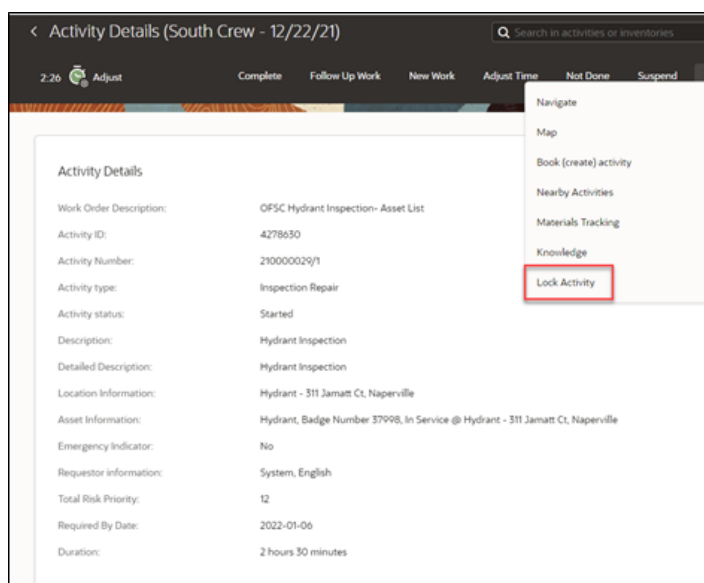 Activity Details (South Crew - 12/22/21)
Search in activities or inventories
2:26 Adjust Complete Follow Up Work New Work Adjust Time Not Done Suspend
Navigate
Map
Book (create) activity
Nearby Activities
Materials Tracking
Knowledge
Lock Activity
Activity Details
Work Order Description: OFSC Hydrant Inspection- Asset List
Activity ID: 4278630
Activity Number: 210000029/1
Activity type: Inspection Repair
Activity status: Started
Description: Hydrant Inspection
Detailed Description: Hydrant Inspection
Location Information: Hydrant - 311 Jamatt Ct, Naperville
Asset Information: Hydrant, Badge Number 37998, In Service @ Hydrant - 311 Jamatt Ct, Naperville
Emergency Indicator: No
Requestor information: System, English
Total Risk Priority: 12
Required By Date: 2022-01-06
Duration: 2 hours 30 minutes